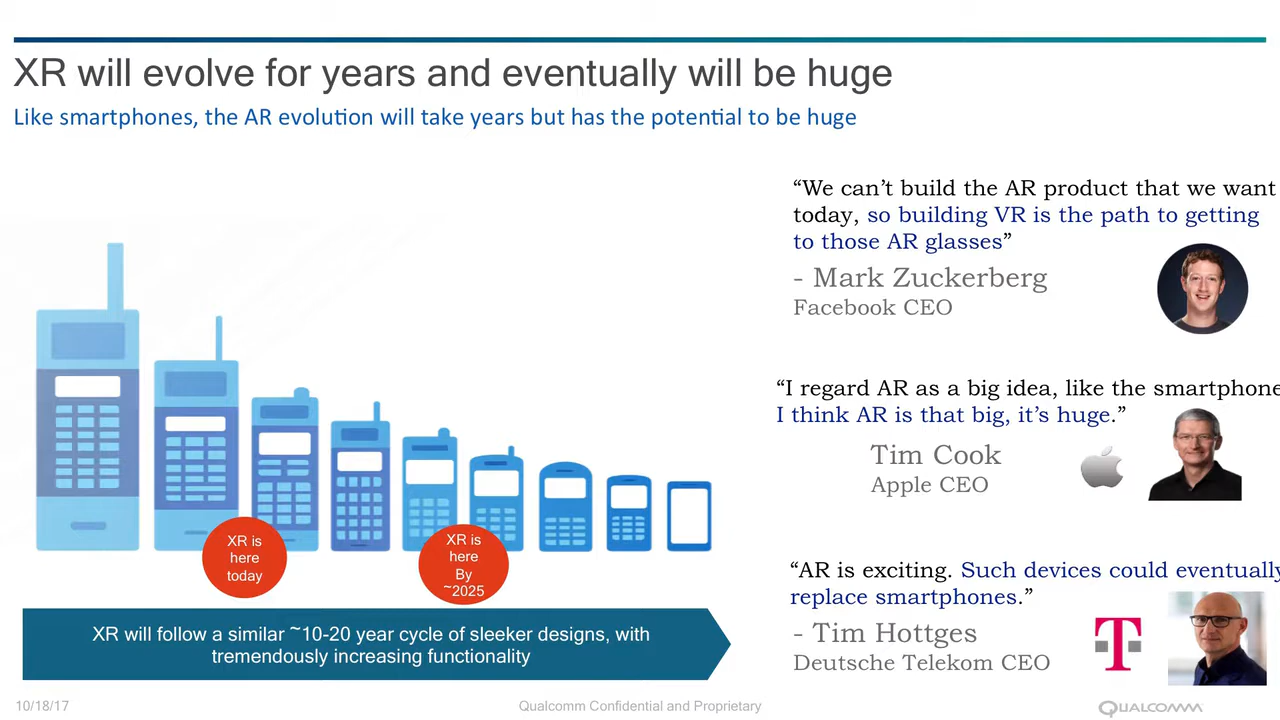 XR will evolve for years and eventually will be huge
Like smartphones, the AR evolution will take years but has the potential to be huge
“We can’t build the AR product that we want
today, so building VR is the path to getting
to those AR glasses”
- Mark Zuckerberg
Facebook CEO
“I regard AR as a big idea, like the smartphone
I think AR is that big, it’s huge.”
Tim Cook
Apple CEO
“AR is exciting. Such devices could eventually
replace smartphones.”
- Tim Hottges
Deutsche Telekom CEO
XR is
here
today
XR is
here
By
~2025
XR will follow a similar ~10-20 year cycle of sleeker designs, with
tremendously increasing functionality
T
10/18/17
Qualcomm Confidential and Proprietary
QUALCOMM